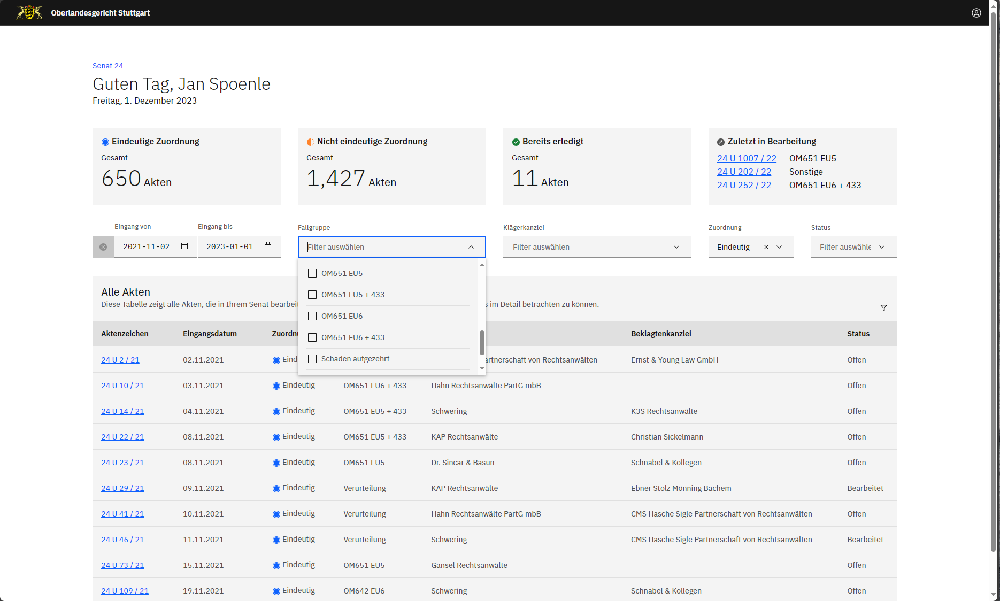 Oberlandesgericht Stuttgart
Senat 24
Guten Tag, Jan Spoenle
Freitag, 1. Dezember 2023
Eindeutige Zuordnung
Gesamt
650 Akten
Nicht eindeutige Zuordnung
Gesamt
1,427 Akten
Bereits erledigt
Gesamt
11 Akten
Zuletzt in Bearbeitung
24 U 1007 / 22 OM651 EU5
24 U 202 / 22 Sonstige
24 U 252 / 22 OM651 EU6 + 433
Eingang von
2021-11-02
Eingang bis
2023-01-01
Fallgruppe
Filter auswählen
OM651 EU5
OM651 EU5 + 433
OM651 EU6
OM651 EU6 + 433
Schaden aufgezehrt
Klägerkanzlei
Filter auswählen
Zuordnung
Eindeutig
Status
Filter auswähle
Alle Akten
Diese Tabelle zeigt alle Akten, die in Ihrem Senat bearbeit s im Detail betrachten zu können.
Aktenzeichen Eingangsdatum Zuordnu Beklagtenkanzlei Status
24 U 2 / 21 02.11.2021 Eind artnerschaft von Rechtsanwälten Ernst & Young Law GmbH Offen
24 U 10 / 21 03.11.2021 Eindeutig OM651 EU6 + 433 Hahn Rechtsanwälte PartG mbB Offen
24 U 14 / 21 04.11.2021 Eindeutig OM651 EU5 + 433 Schwering K3S Rechtsanwälte Offen
24 U 22 / 21 08.11.2021 Eindeutig OM651 EU5 + 433 KAP Rechtsanwälte Christian Sickelmann Offen
24 U 23 / 21 08.11.2021 Eindeutig OM651 EU5 Dr. Sincar & Basun Schnabel & Kollegen Offen
24 U 29 / 21 09.11.2021 Eindeutig Verurteilung KAP Rechtsanwälte Ebner Stolz Mönning Bachem Bearbeitet
24 U 41 / 21 10.11.2021 Eindeutig Verurteilung Hahn Rechtsanwälte PartG mbB CMS Hasche Sigle Partnerschaft von Rechtsanwälten Offen
24 U 46 / 21 11.11.2021 Eindeutig Verurteilung Schwering CMS Hasche Sigle Partnerschaft von Rechtsanwälten Bearbeitet
24 U 73 / 21 15.11.2021 Eindeutig OM651 EU5 Gansel Rechtsanwälte Offen
24 U 109 / 21 19.11.2021 Eindeutig OM642 EU6 Schwering Schnabel & Kollegen Offen